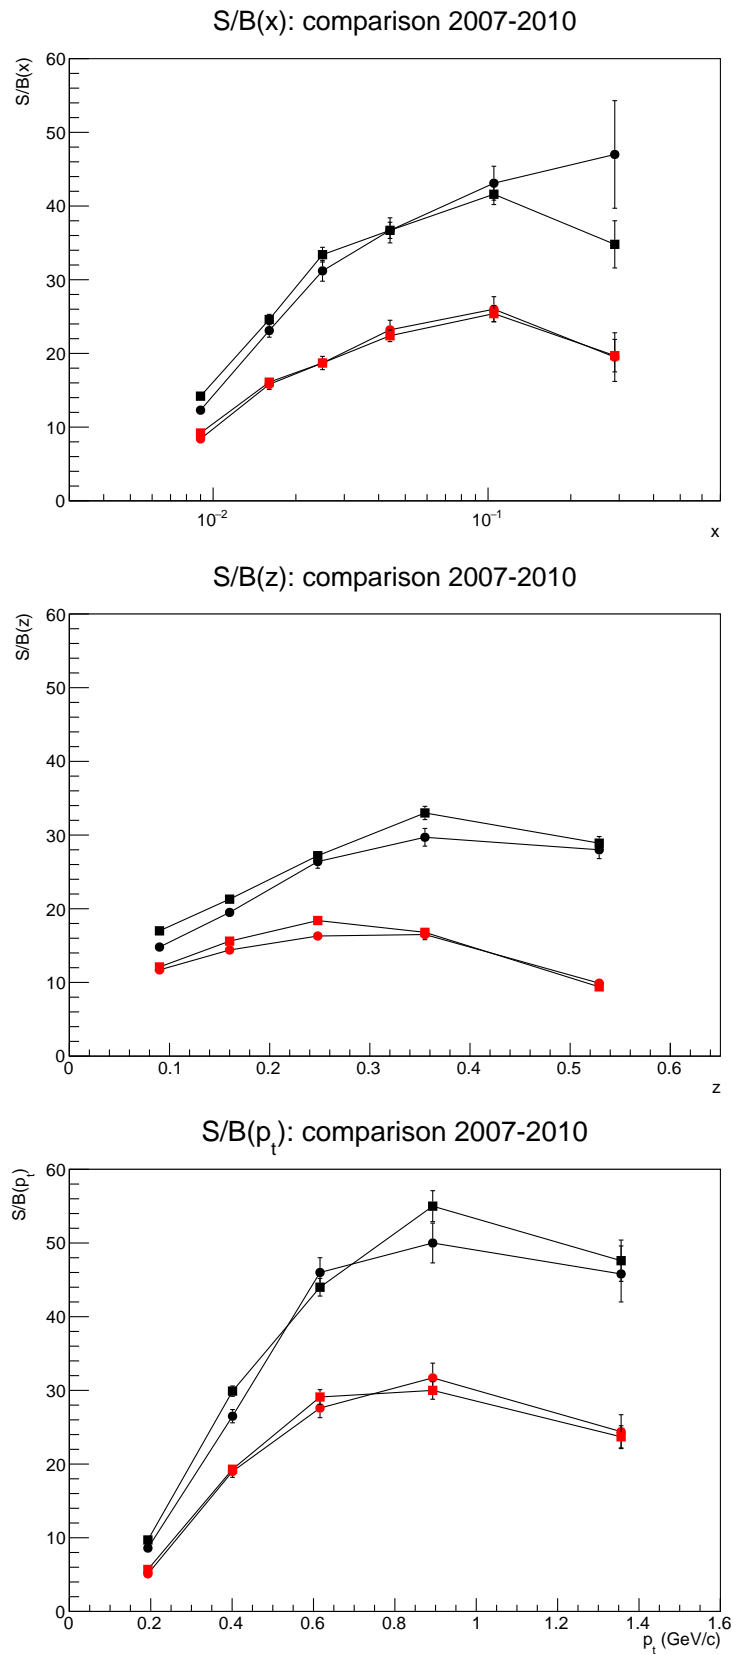 S/B(x): comparison 2007-2010
S/B(x)
60
50
40
30
20
10
0
10⁻² 10⁻¹
x
S/B(z): comparison 2007-2010
S/B(z)
60
50
40
30
20
10
0
0 0.1 0.2 0.3 0.4 0.5 0.6
z
S/B(pₜ): comparison 2007-2010
S/B(pₜ)
60
50
40
30
20
10
0
0 0.2 0.4 0.6 0.8 1 1.2 1.4 1.6
pₜ (GeV/c)